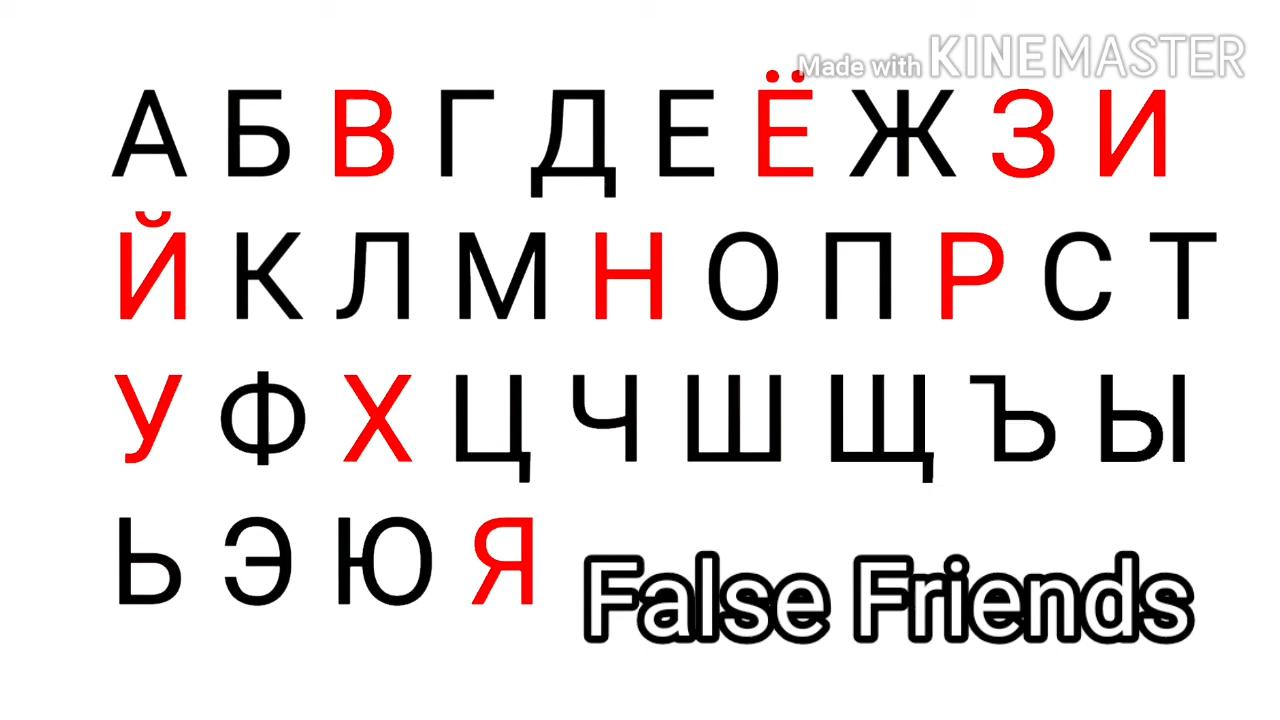 Made with KINEMASTER
А Б В Г Д Е Ё Ж З И
Й К Л М Н О П Р С Т
У Ф Х Ц Ч Ш Щ Ъ Ы
Ь Э Ю Я
False Friends